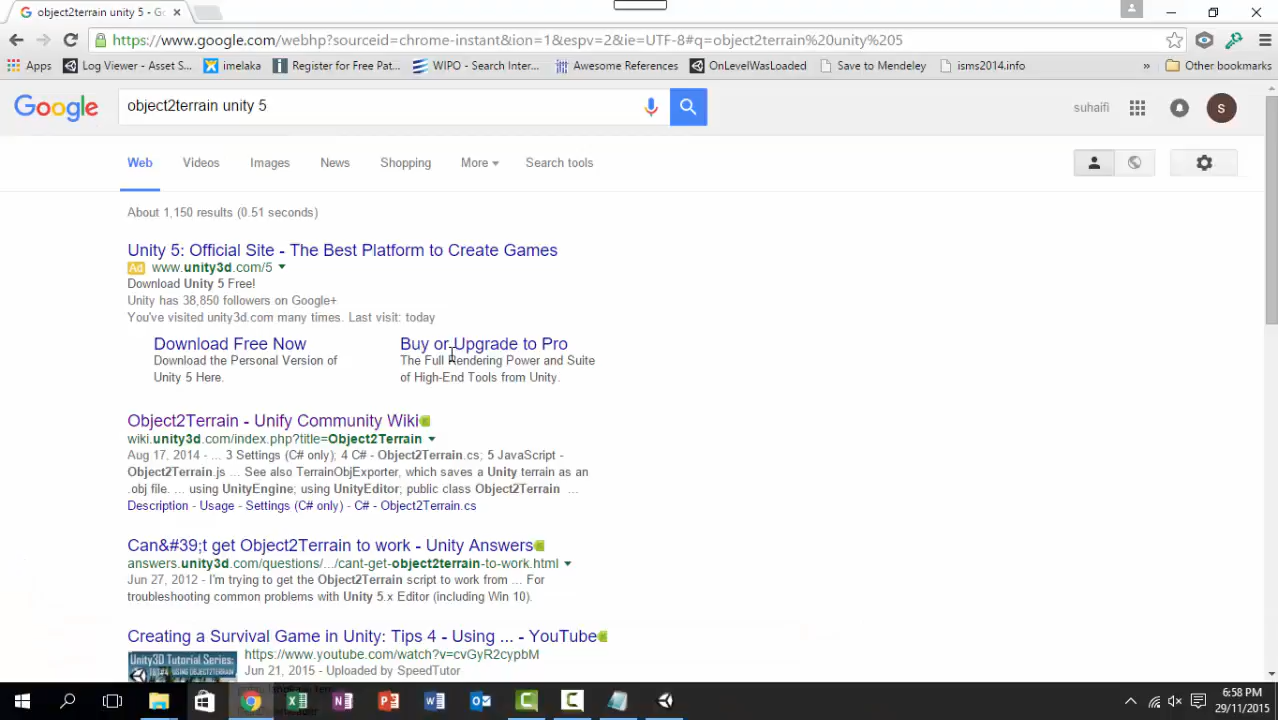 object2terrain unity 5 - Go
https://www.google.com/webhp?sourceid=chrome-instant&ion=1&espv=2&ie=UTF-8#q=object2terrain%20unity%205
Apps Log Viewer - Asset S... imelaka Register for Free Pat... WIPO - Search Inter... Awesome References OnLevelWasLoaded Save to Mendeley isms2014.info » Other bookmarks
Google object2terrain unity 5 suhaifi S
Web Videos Images News Shopping More Search tools
About 1,150 results (0.51 seconds)
Unity 5: Official Site - The Best Platform to Create Games
Ad www.unity3d.com/5
Download Unity 5 Free!
Unity has 38,850 followers on Google+
You've visited unity3d.com many times. Last visit: today
Download Free Now Buy or Upgrade to Pro
Download the Personal Version of The Full Rendering Power and Suite
Unity 5 Here. of High-End Tools from Unity.
Object2Terrain - Unify Community Wiki
wiki.unity3d.com/index.php?title=Object2Terrain
Aug 17, 2014 - ... 3 Settings (C# only); 4 C# - Object2Terrain.cs; 5 JavaScript -
Object2Terrain.js ... See also TerrainObjExporter, which saves a Unity terrain as an
.obj file. ... using UnityEngine; using UnityEditor; public class Object2Terrain ...
Description - Usage - Settings (C# only) - C# - Object2Terrain.cs
Can&#39;t get Object2Terrain to work - Unity Answers
answers.unity3d.com/questions/.../cant-get-object2terrain-to-work.html
Jun 27, 2012 - I'm trying to get the Object2Terrain script to work from ... For
troubleshooting common problems with Unity 5.x Editor (including Win 10).
Creating a Survival Game in Unity: Tips 4 - Using ... - YouTube
https://www.youtube.com/watch?v=cvGyR2cypbM
Unity3D Tutorial Series:
Jun 21, 2015 - Uploaded by SpeedTutor
6:58 PM
29/11/2015